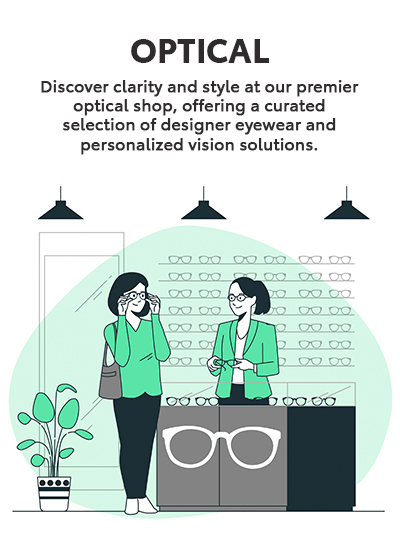 OPTICAL
Discover clarity and style at our premier
optical shop, offering a curated
selection of designer eyewear and
personalized vision solutions.